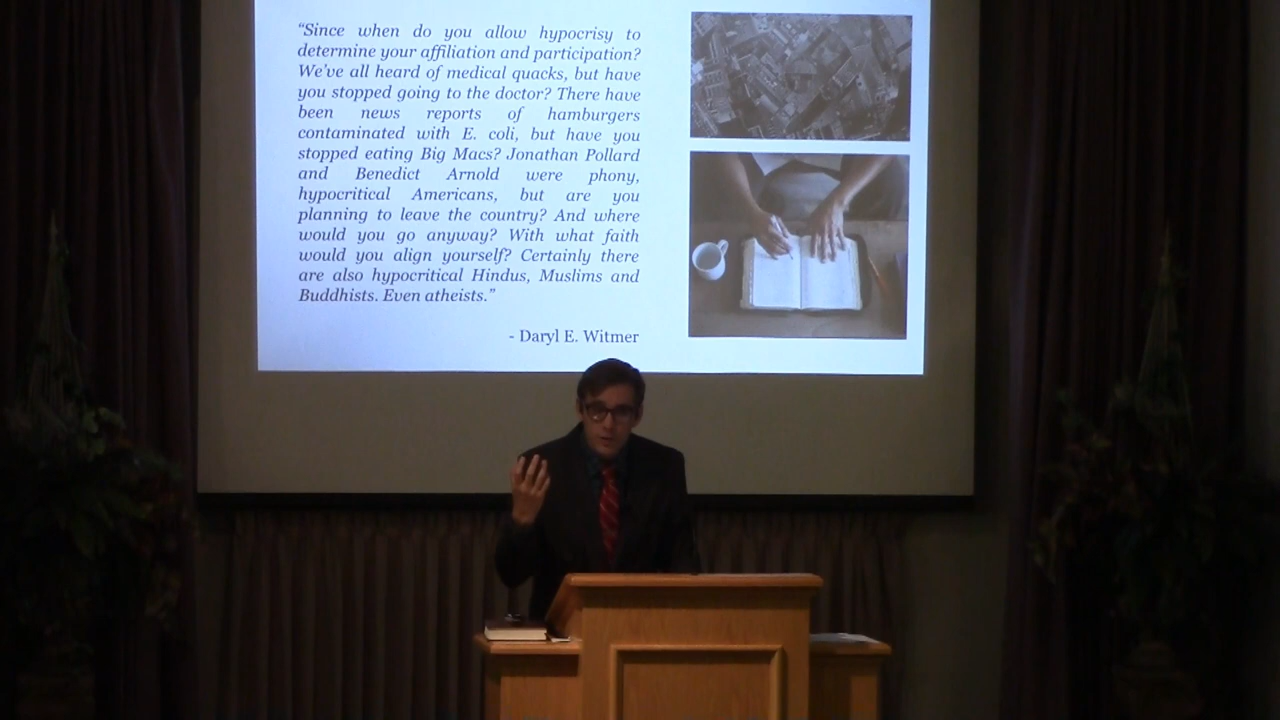 “Since when do you allow hypocrisy to
determine your affiliation and participation?
We’ve all heard of medical quacks, but have
you stopped going to the doctor? There have
been news reports of hamburgers
contaminated with E. coli, but have you
stopped eating Big Macs? Jonathan Pollard
and Benedict Arnold were phony,
hypocritical Americans, but are you
planning to leave the country? And where
would you go anyway? With what faith
would you align yourself? Certainly there
are also hypocritical Hindus, Muslims and
Buddhists. Even atheists.”
- Daryl E. Witmer